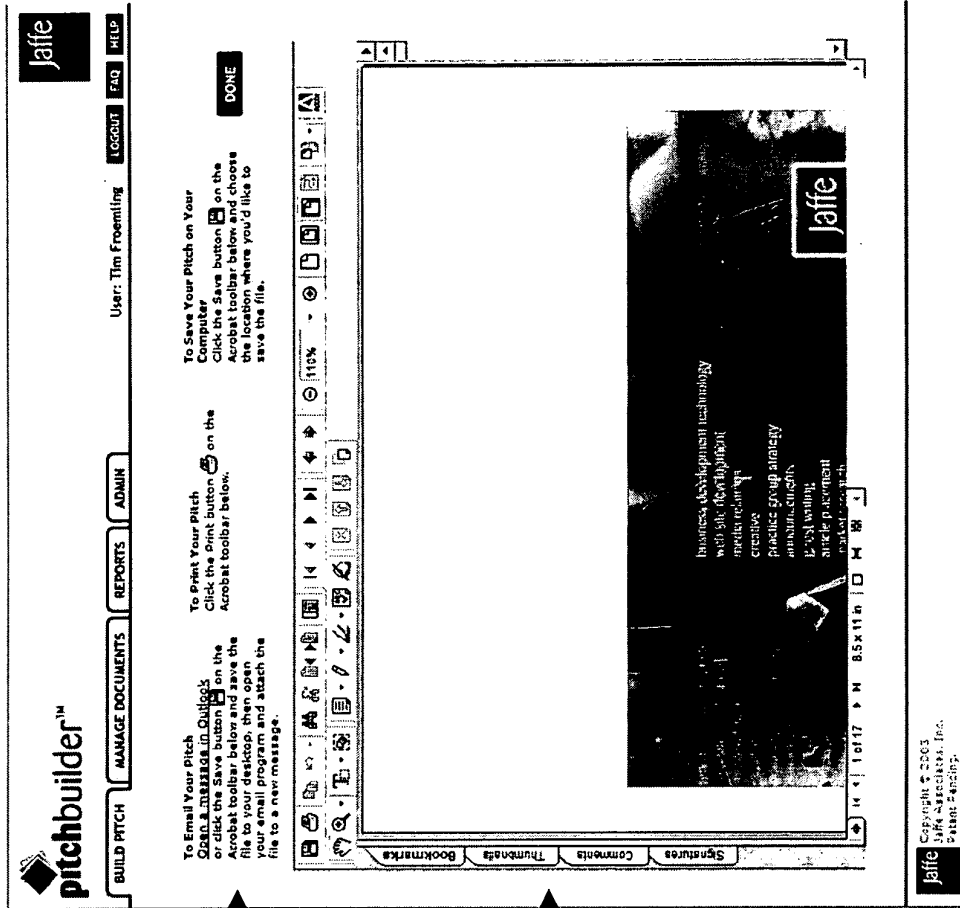 pitchbuilder™
Jaffe
BUILD PITCH
MANAGE DOCUMENTS
REPORTS
ADMIN
User: Tim Froemling
LOGOUT
FAQ
HELP
To Email Your Pitch
Open a message in Outlook
or click the Save button on the
Acrobat toolbar below and save the
file to your desktop, then open
your email program and attach the
file to a new message.
To Print Your Pitch
Click the Print button on the
Acrobat toolbar below.
To Save Your Pitch on Your
Computer
Click the Save button on the
Acrobat toolbar below and choose
the location where you'd like to
save the file.
DONE
110%
Bookmarks
Thumbnails
Comments
Signatures
business development technology
web site development
media relations
creative
practice group strategy
announcements
ghost writing
article placement
Jaffe
1 of 17
8.5 x 11 in
Jaffe
Copyright © 2003
Jaffe Associates, Inc.
Patent Pending.